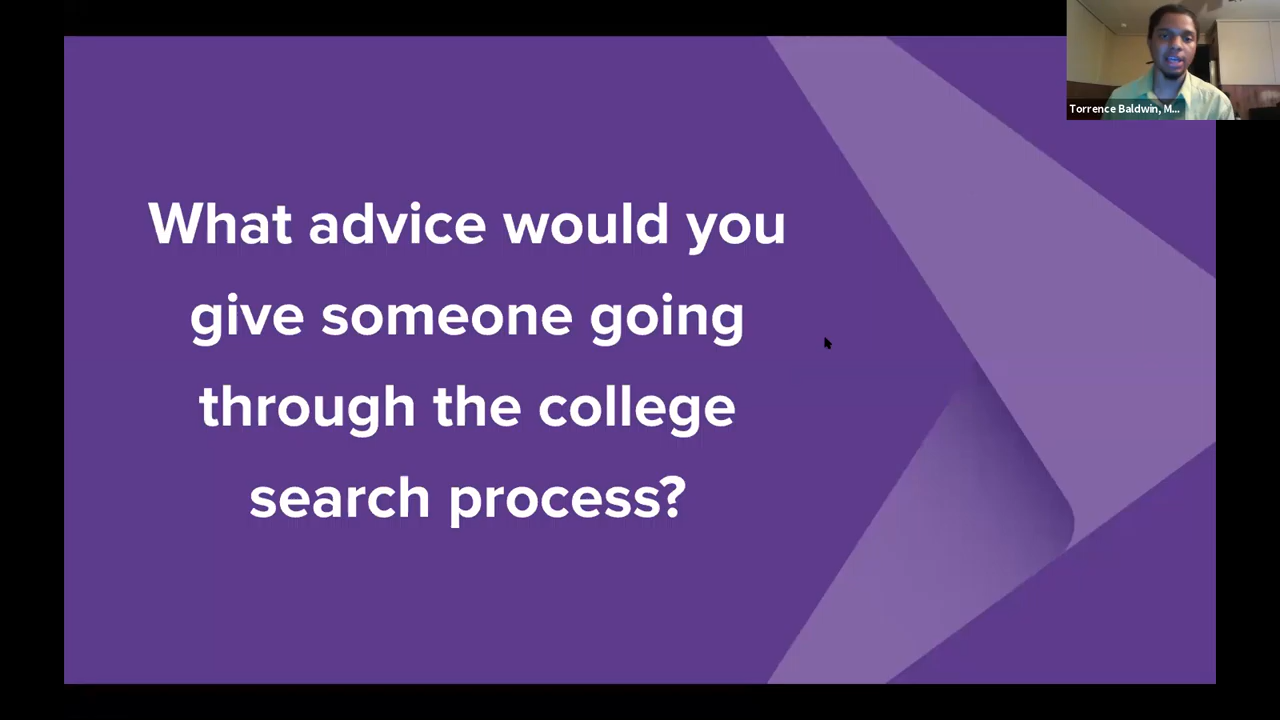 Torrence Baldwin, M...
What advice would you
give someone going
through the college
search process?